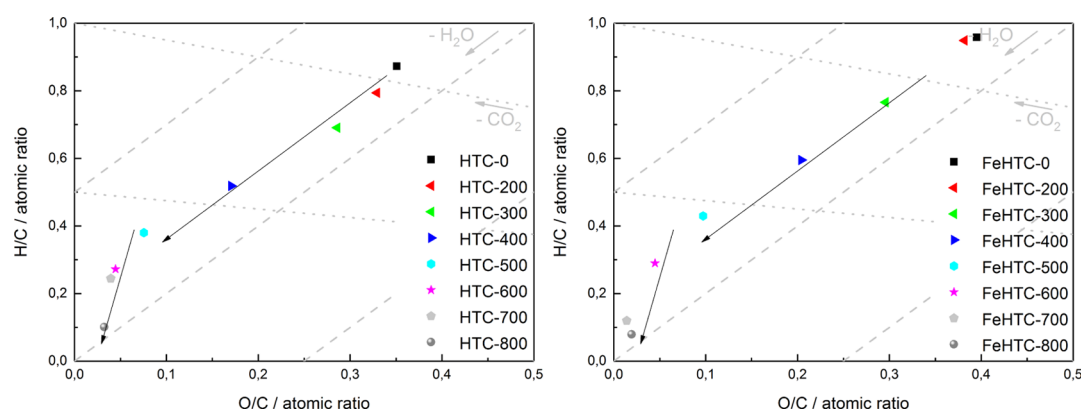 1,0
0,8
0,6
0,4
0,2
0,0
H/C / atomic ratio
0,0
0,1
0,2
0,3
0,4
0,5
O/C / atomic ratio
- H2O
- CO2
HTC-0
HTC-200
HTC-300
HTC-400
HTC-500
HTC-600
HTC-700
HTC-800
1,0
0,8
0,6
0,4
0,2
0,0
H/C / atomic ratio
0,0
0,1
0,2
0,3
0,4
0,5
O/C / atomic ratio
- H2O
- CO2
FeHTC-0
FeHTC-200
FeHTC-300
FeHTC-400
FeHTC-500
FeHTC-600
FeHTC-700
FeHTC-800